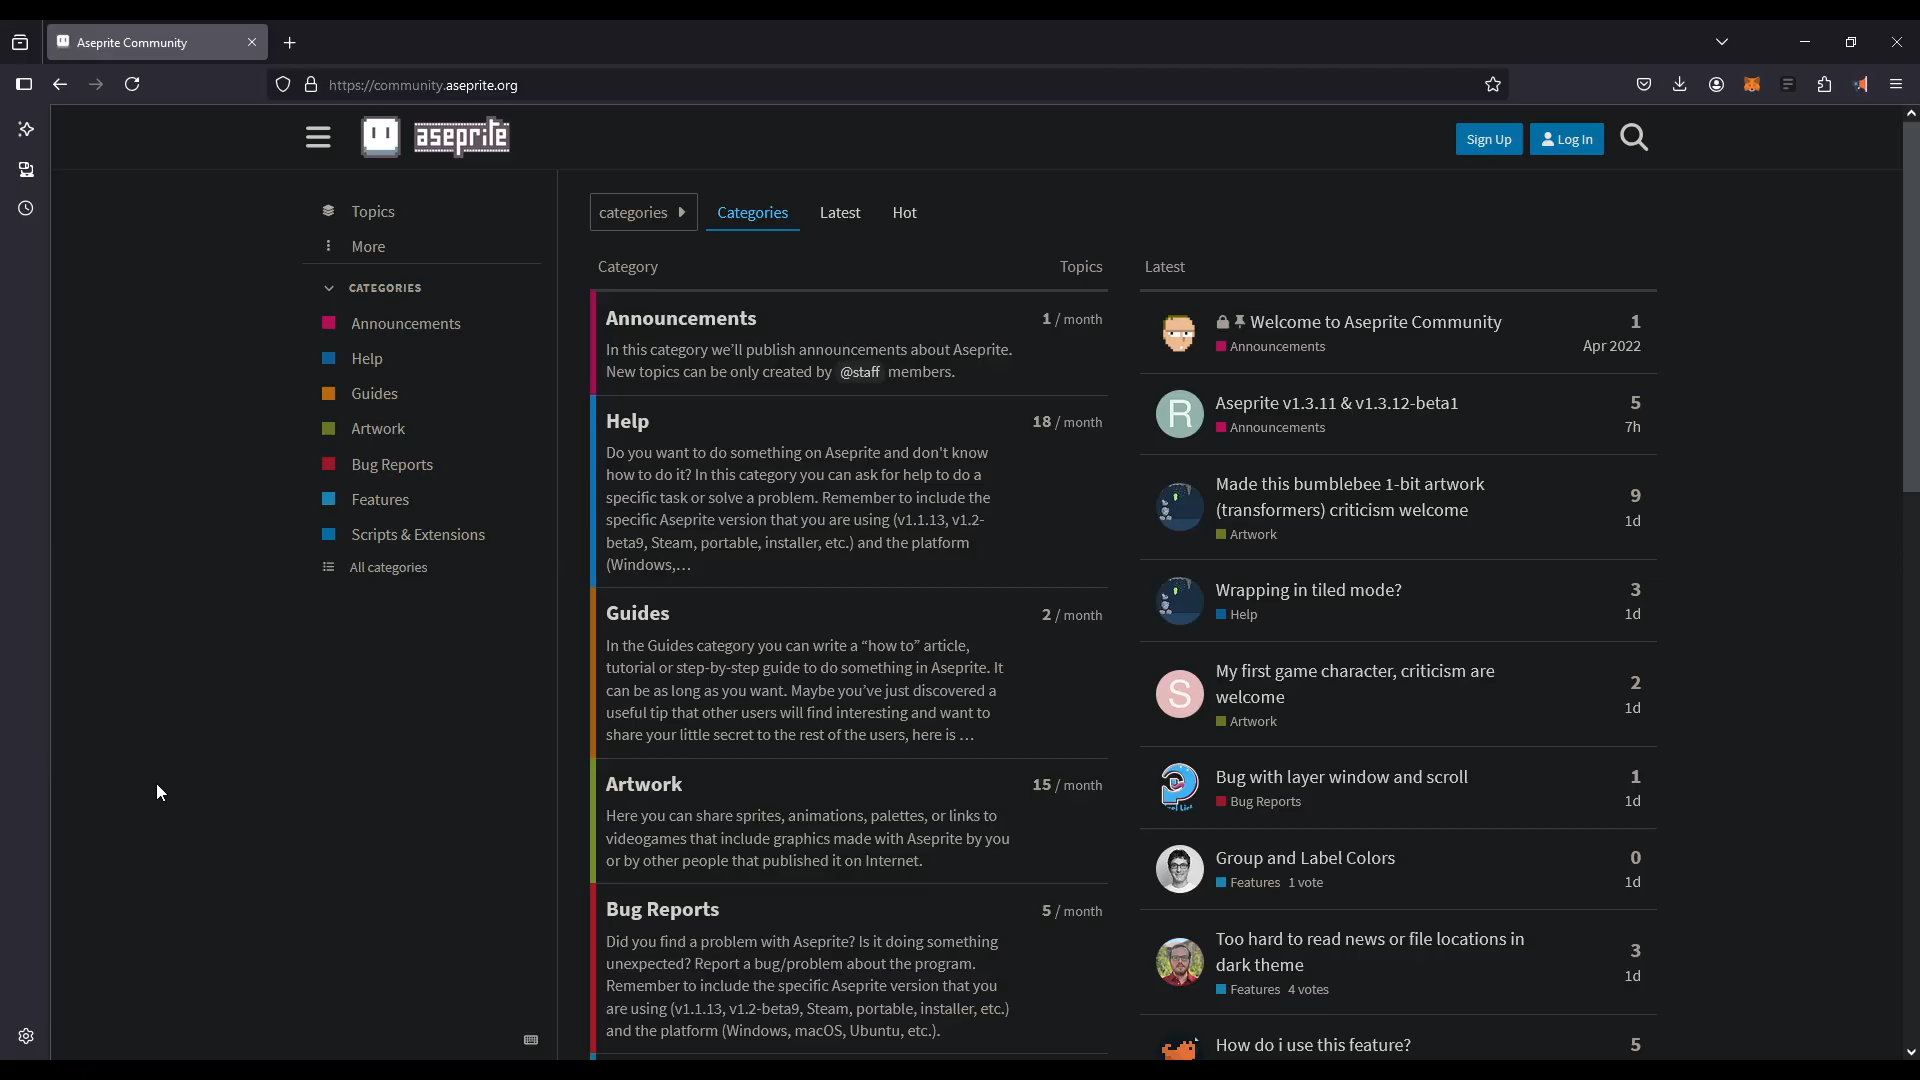 Aseprite Community
https://community.aseprite.org
aseprite
Sign Up
Log In
Topics
More
CATEGORIES
Announcements
Help
Guides
Artwork
Bug Reports
Features
Scripts & Extensions
All categories
categories
Categories
Latest
Hot
Category
Topics
Announcements
1 / month
In this category we’ll publish announcements about Aseprite.
New topics can be only created by @staff members.
Help
18 / month
Do you want to do something on Aseprite and don't know
how to do it? In this category you can ask for help to do a
specific task or solve a problem. Remember to include the
specific Aseprite version that you are using (v1.1.13, v1.2-
beta9, Steam, portable, installer, etc.) and the platform
(Windows,…
Guides
2 / month
In the Guides category you can write a “how to” article,
tutorial or step-by-step guide to do something in Aseprite. It
can be as long as you want. Maybe you’ve just discovered a
useful tip that other users will find interesting and want to
share your little secret to the rest of the users, here is …
Artwork
15 / month
Here you can share sprites, animations, palettes, or links to
videogames that include graphics made with Aseprite by you
or by other people that published it on Internet.
Bug Reports
5 / month
Did you find a problem with Aseprite? Is it doing something
unexpected? Report a bug/problem about the program.
Remember to include the specific Aseprite version that you
are using (v1.1.13, v1.2-beta9, Steam, portable, installer, etc.)
and the platform (Windows, macOS, Ubuntu, etc.).
Latest
Welcome to Aseprite Community
1
Announcements
Apr 2022
R
Aseprite v1.3.11 & v1.3.12-beta1
5
Announcements
7h
Made this bumblebee 1-bit artwork
(transformers) criticism welcome
9
1d
Artwork
Wrapping in tiled mode?
3
Help
1d
S
My first game character, criticism are
welcome
2
1d
Artwork
Bug with layer window and scroll
1
Bug Reports
1d
Group and Label Colors
0
Features 1 vote
1d
Too hard to read news or file locations in
dark theme
3
1d
Features 4 votes
How do i use this feature?
5